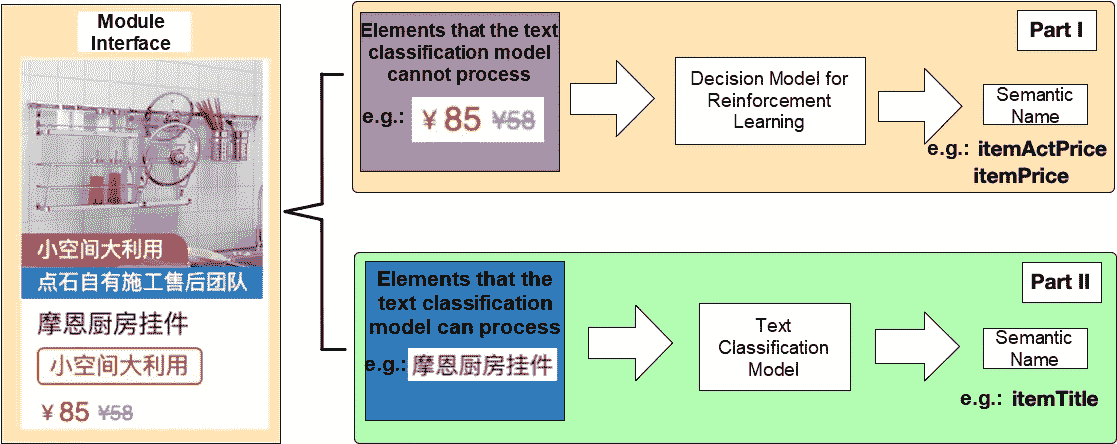 Module
Interface
小空间大利用
点石自有施工售后团队
摩恩厨房挂件
小空间大利用
¥85 ¥58
Elements that the text
classification model
cannot process
e.g.: ¥85 ¥58
Decision Model for
Reinforcement
Learning
Part I
Semantic
Name
e.g.: itemActPrice
itemPrice
Elements that the
text classification
model can process
e.g.: 摩恩厨房挂件
Text
Classification
Model
Part II
Semantic
Name
e.g.: itemTitle